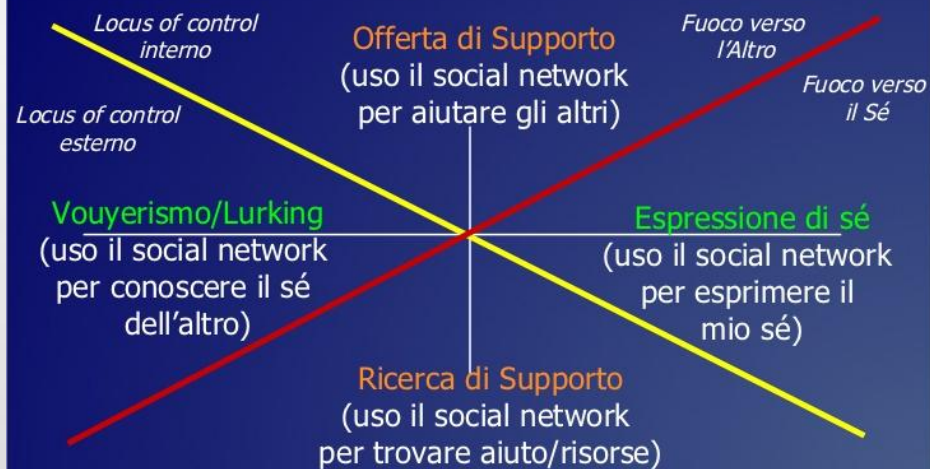 Locus of control
interno
Offerta di Supporto
(uso il social network
per aiutare gli altri)
Fuoco verso
l'Altro
Fuoco verso
il Sé
Locus of control
esterno
Vouyerismo/Lurking
(uso il social network
per conoscere il sé
dell'altro)
Espressione di sé
(uso il social network
per esprimere il
mio sé)
Ricerca di Supporto
(uso il social network
per trovare aiuto/risorse)